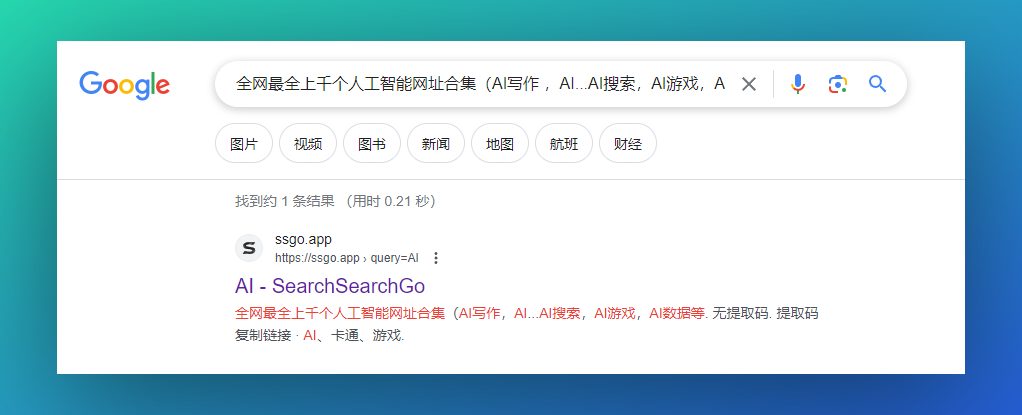 Google
全网最全上千个人工智能网址合集（AI写作 ，AI...AI搜索，AI游戏，A
图片 视频 图书 新闻 地图 航班 财经
找到约 1 条结果 （用时 0.21 秒）
S
ssgo.app
https://ssgo.app › query=AI
AI - SearchSearchGo
全网最全上千个人工智能网址合集（AI写作，AI...AI搜索，AI游戏，AI数据等. 无提取码. 提取码
复制链接 · AI、卡通、游戏.